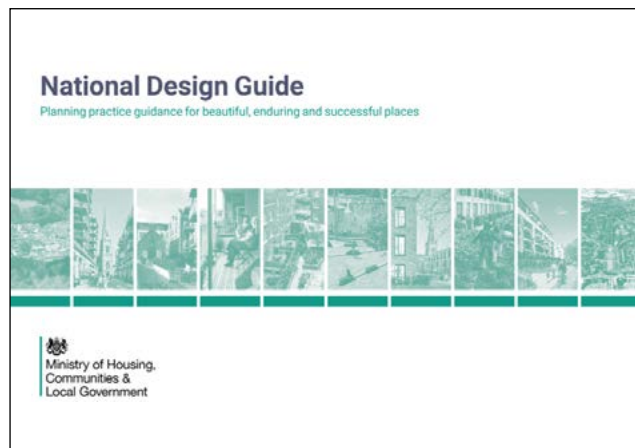 National Design Guide
Planning practice guidance for beautiful, enduring and successful places
Ministry of Housing,
Communities &
Local Government